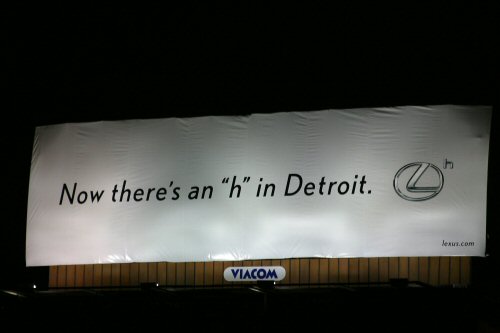 Now there's an "h" in Detroit.
h
lexus.com
VIACOM